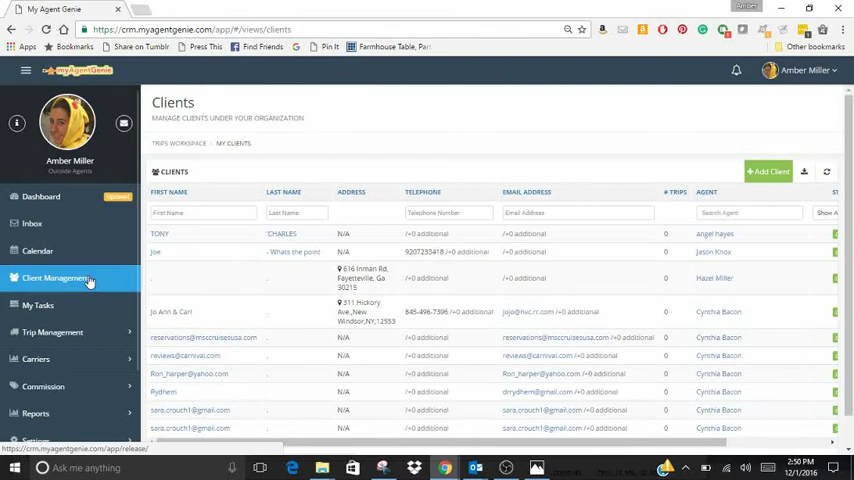 Amber
My Agent Genie
https://crm.myagentgenie.com/app/#/views/clients
Apps Bookmarks Share on Tumblr Press This Find Friends Pin It Farmhouse Table, Part Other bookmarks
myAgentGenie
Amber Miller
Amber Miller
Outside Agents
Dashboard
Updated
Inbox
Calendar
Client Management
My Tasks
Trip Management
Carriers
Commission
Reports
Settings
Clients
MANAGE CLIENTS UNDER YOUR ORGANIZATION
TRIPS WORKSPACE MY CLIENTS
CLIENTS
+ Add Client
FIRST NAME LAST NAME ADDRESS TELEPHONE EMAIL ADDRESS # TRIPS AGENT ST
First Name Last Name Telephone Number Email Address Search Agent Show A
TONY 'CHARLES N/A /+0 additional /+0 additional 0 angel hayes
Joe - Whats the point N/A 9207233418 /+0 additional /+0 additional 0 Jason Knox
. . 616 Inman Rd, Fayetteville, Ga 30215 /+0 additional /+0 additional 0 Hazel Miller
Jo Ann & Carl . 311 Hickory Ave.,New Windsor,NY,12553 845-496-7396 /+0 additional jojo@hvc.rr.com /+0 additional 0 Cynthia Bacon
reservations@msccruisesusa.com . N/A /+0 additional reservations@msccruisesusa.com /+0 additional 0 Cynthia Bacon
reviews@carnival.com . N/A /+0 additional reviews@carnival.com /+0 additional 0 Cynthia Bacon
Ron_harper@yahoo.com . N/A /+0 additional Ron_harper@yahoo.com /+0 additional 0 Cynthia Bacon
Rydhem . N/A /+0 additional drrydhem@gmail.com /+0 additional 0 Cynthia Bacon
sara.crouch1@gmail.com . N/A /+0 additional sara.crouch1@gmail.com /+0 additional 0 Cynthia Bacon
sara.crouch1@gmail.com . N/A /+0 additional sara.crouch1@gmail.com /+0 additional 0 Cynthia Bacon
https://crm.myagentgenie.com/app/release/
Ask me anything
2:50 PM
12/1/2016